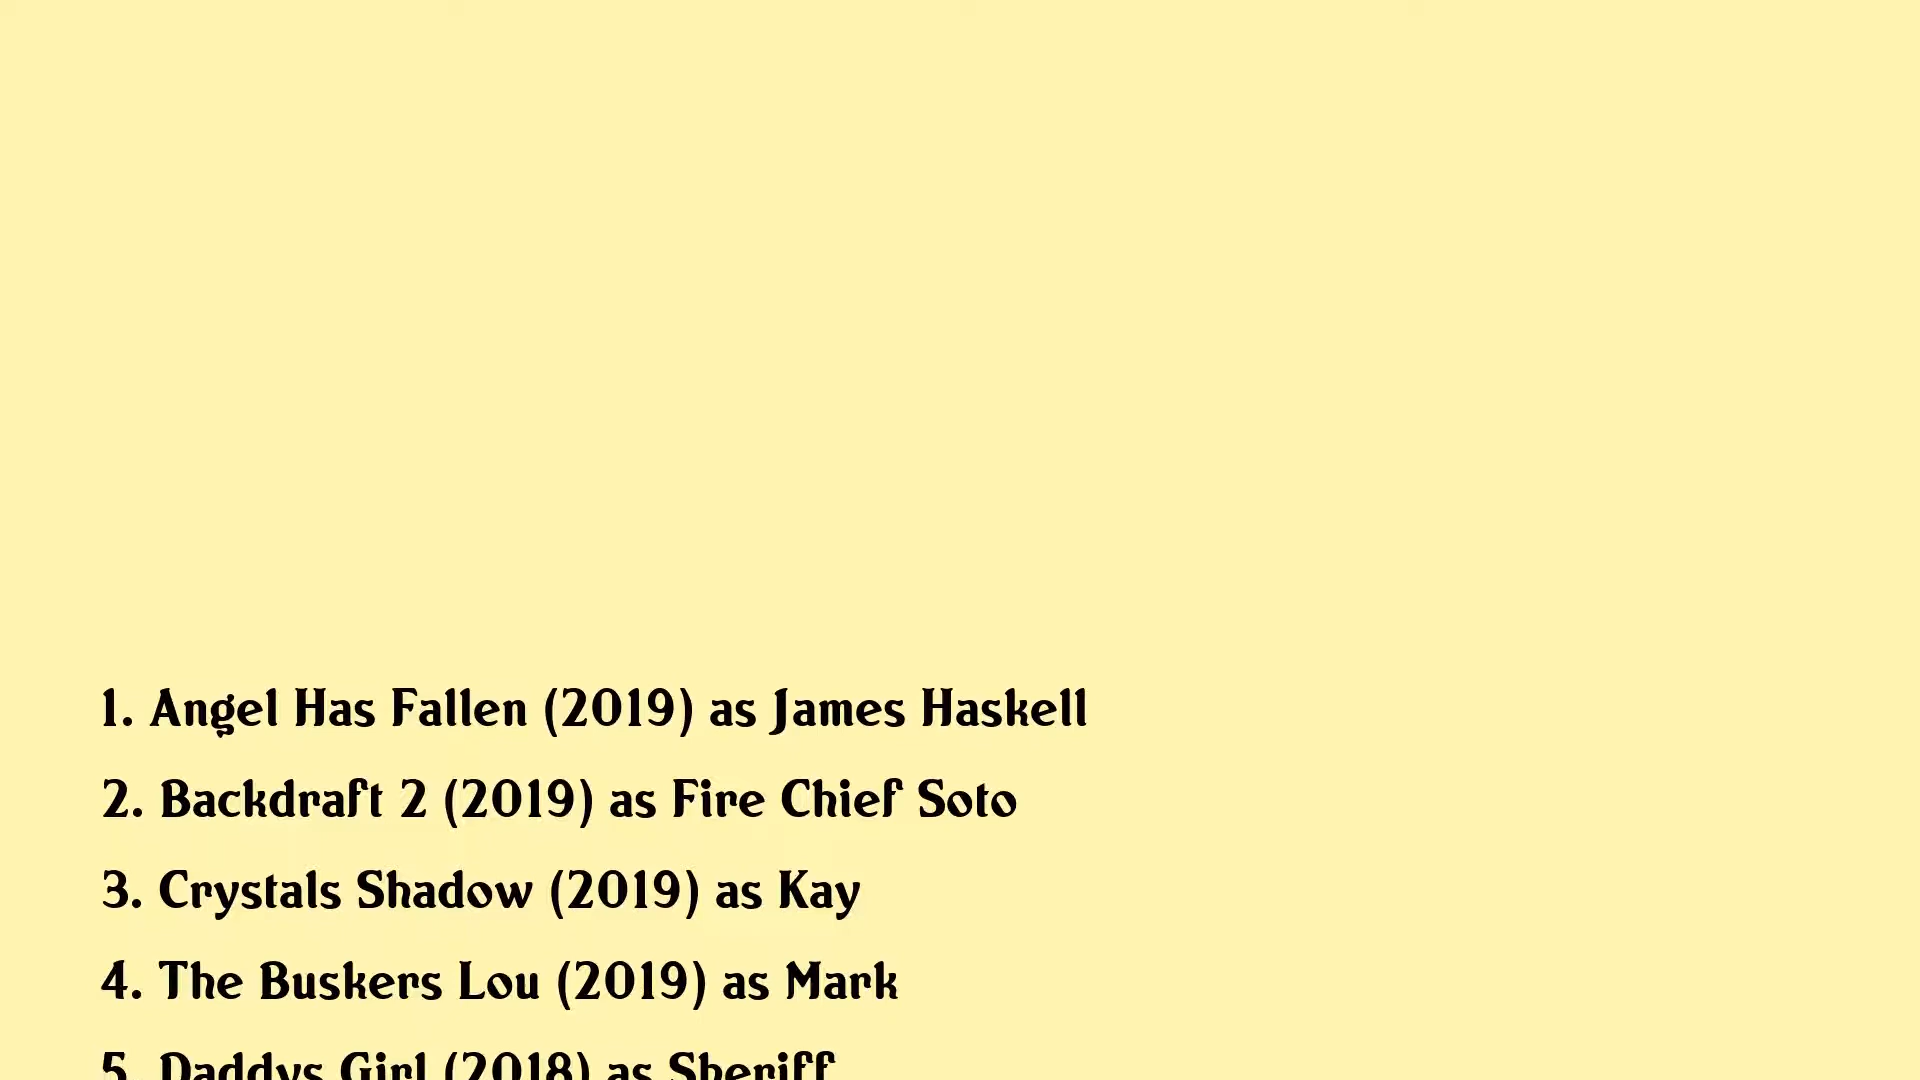 1. Angel Has Fallen (2019) as James Haskell
2. Backdraft 2 (2019) as Fire Chief Soto
3. Crystals Shadow (2019) as Kay
4. The Buskers Lou (2019) as Mark
5. Daddys Girl (2018) as Sheriff